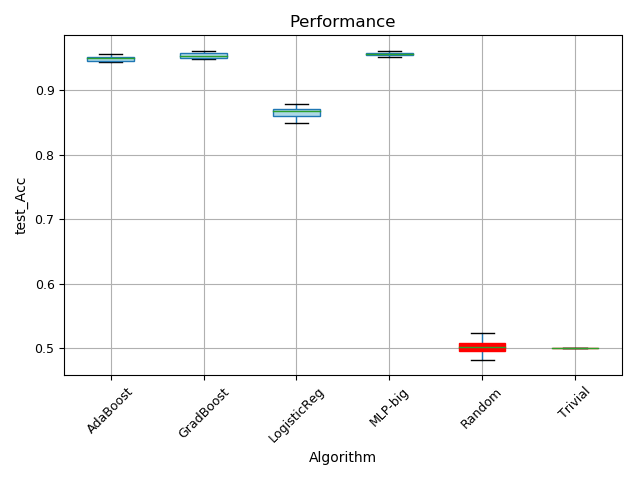 Performance
test_Acc
0.9
0.8
0.7
0.6
0.5
AdaBoost
GradBoost
LogisticReg
MLP-big
Random
Trivial
Algorithm